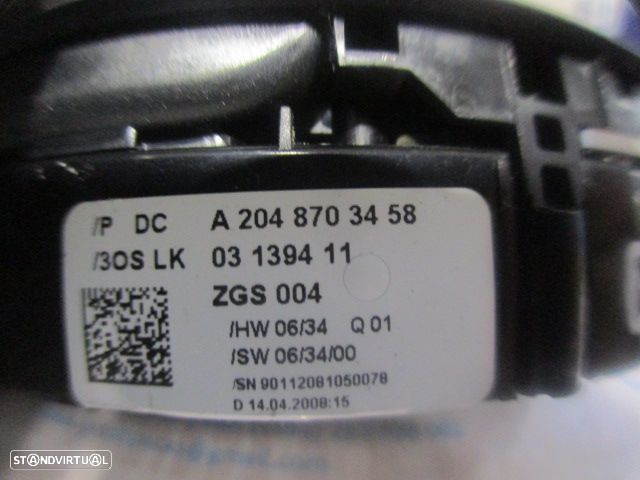 /P DC A 204 870 34 58
/3OS LK 03 1394 11
ZGS 004
/HW 06/34 Q 01
/SW 06/34/00
/SN 90112081050078
D 14.04.2008:15
STANDVIRTUAL